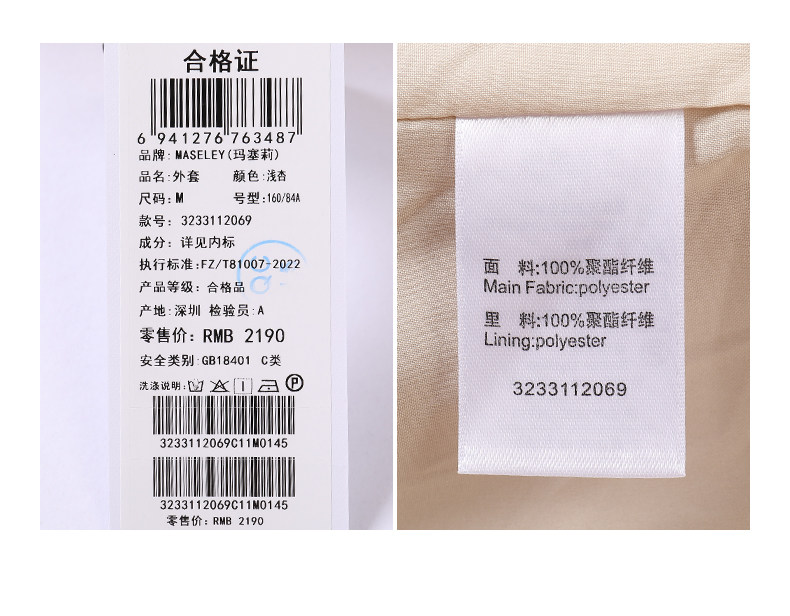 合格证
6 941276 763487
品牌: MASELEY(玛塞莉)
品名:外套 颜色:浅杏
尺码:M 号型:160/84A
款号: 3233112069
成分: 详见内标
执行标准:FZ/T81007-2022
QC
产品等级: 合格品
产地:深圳 检验员:A
零售价: RMB 2190
安全类别:GB18401 C类
洗涤说明:
P
3233112069C11M0145
3233112069C11M0145
零售价: RMB 2190
面 料:100%聚酯纤维
Main Fabric:polyester
里 料:100%聚酯纤维
Lining:polyester
3233112069